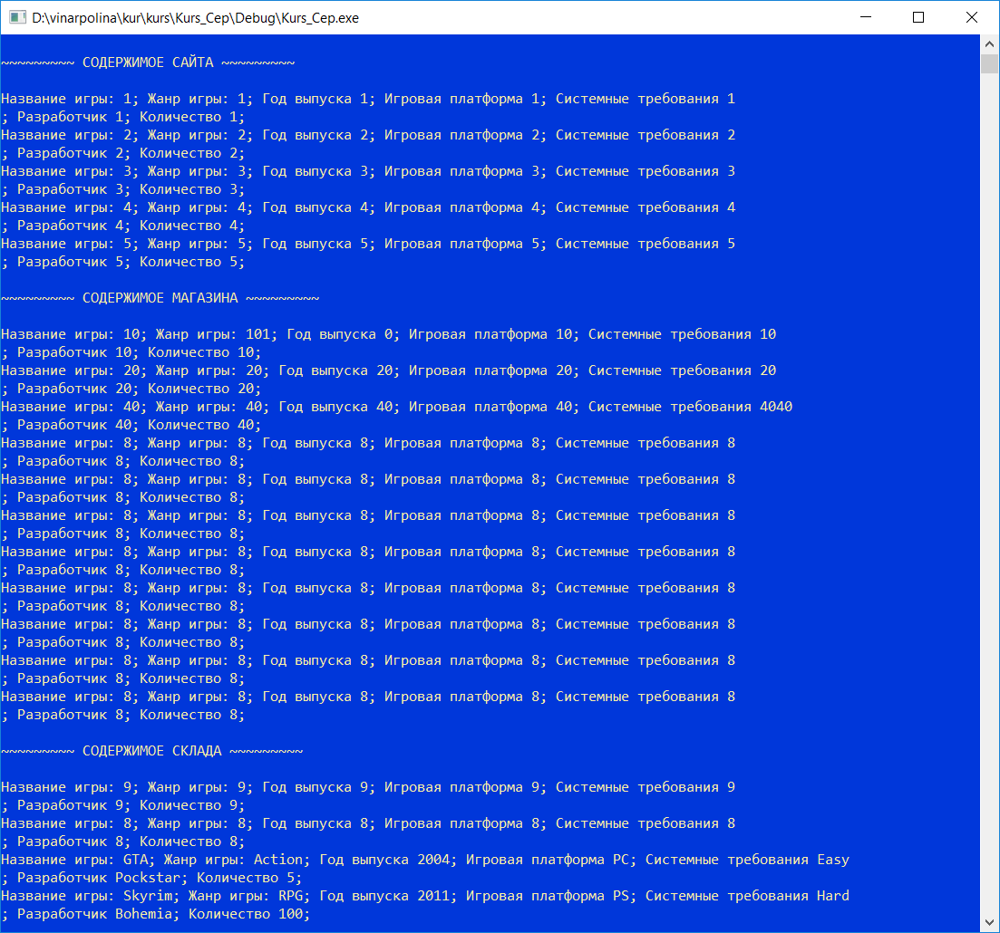 D:\vinarpolina\kur\kurs\Kurs_Cep\Debug\Kurs_Cep.exe
~~~~~~~~~ СОДЕРЖИМОЕ САЙТА ~~~~~~~~~
Название игры: 1; Жанр игры: 1; Год выпуска 1; Игровая платформа 1; Системные требования 1
; Разработчик 1; Количество 1;
Название игры: 2; Жанр игры: 2; Год выпуска 2; Игровая платформа 2; Системные требования 2
; Разработчик 2; Количество 2;
Название игры: 3; Жанр игры: 3; Год выпуска 3; Игровая платформа 3; Системные требования 3
; Разработчик 3; Количество 3;
Название игры: 4; Жанр игры: 4; Год выпуска 4; Игровая платформа 4; Системные требования 4
; Разработчик 4; Количество 4;
Название игры: 5; Жанр игры: 5; Год выпуска 5; Игровая платформа 5; Системные требования 5
; Разработчик 5; Количество 5;
~~~~~~~~~ СОДЕРЖИМОЕ МАГАЗИНА ~~~~~~~~~
Название игры: 10; Жанр игры: 101; Год выпуска 0; Игровая платформа 10; Системные требования 10
; Разработчик 10; Количество 10;
Название игры: 20; Жанр игры: 20; Год выпуска 20; Игровая платформа 20; Системные требования 20
; Разработчик 20; Количество 20;
Название игры: 40; Жанр игры: 40; Год выпуска 40; Игровая платформа 40; Системные требования 4040
; Разработчик 40; Количество 40;
Название игры: 8; Жанр игры: 8; Год выпуска 8; Игровая платформа 8; Системные требования 8
; Разработчик 8; Количество 8;
Название игры: 8; Жанр игры: 8; Год выпуска 8; Игровая платформа 8; Системные требования 8
; Разработчик 8; Количество 8;
Название игры: 8; Жанр игры: 8; Год выпуска 8; Игровая платформа 8; Системные требования 8
; Разработчик 8; Количество 8;
Название игры: 8; Жанр игры: 8; Год выпуска 8; Игровая платформа 8; Системные требования 8
; Разработчик 8; Количество 8;
Название игры: 8; Жанр игры: 8; Год выпуска 8; Игровая платформа 8; Системные требования 8
; Разработчик 8; Количество 8;
Название игры: 8; Жанр игры: 8; Год выпуска 8; Игровая платформа 8; Системные требования 8
; Разработчик 8; Количество 8;
Название игры: 8; Жанр игры: 8; Год выпуска 8; Игровая платформа 8; Системные требования 8
; Разработчик 8; Количество 8;
Название игры: 8; Жанр игры: 8; Год выпуска 8; Игровая платформа 8; Системные требования 8
; Разработчик 8; Количество 8;
~~~~~~~~~ СОДЕРЖИМОЕ СКЛАДА ~~~~~~~~~
Название игры: 9; Жанр игры: 9; Год выпуска 9; Игровая платформа 9; Системные требования 9
; Разработчик 9; Количество 9;
Название игры: 8; Жанр игры: 8; Год выпуска 8; Игровая платформа 8; Системные требования 8
; Разработчик 8; Количество 8;
Название игры: GTA; Жанр игры: Action; Год выпуска 2004; Игровая платформа PC; Системные требования Easy
; Разработчик Pockstar; Количество 5;
Название игры: Skyrim; Жанр игры: RPG; Год выпуска 2011; Игровая платформа PS; Системные требования Hard
; Разработчик Bohemia; Количество 100;